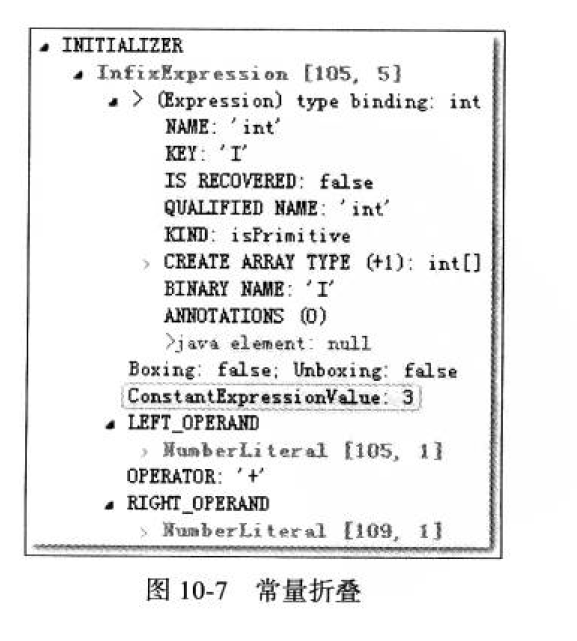 INITIALIZER
InfixExpression [105, 5]
> (Expression) type binding: int
NAME: 'int'
KEY: 'I'
IS RECOVERED: false
QUALIFIED NAME: 'int'
KIND: isPrimitive
> CREATE ARRAY TYPE (+1): int[]
BINARY NAME: 'I'
ANNOTATIONS (0)
>java element: null
Boxing: false; Unboxing: false
ConstantExpressionValue: 3
LEFT_OPERAND
> NumberLiteral [105, 1]
OPERATOR: '+'
RIGHT_OPERAND
> NumberLiteral [109, 1]
图 10-7 常量折叠